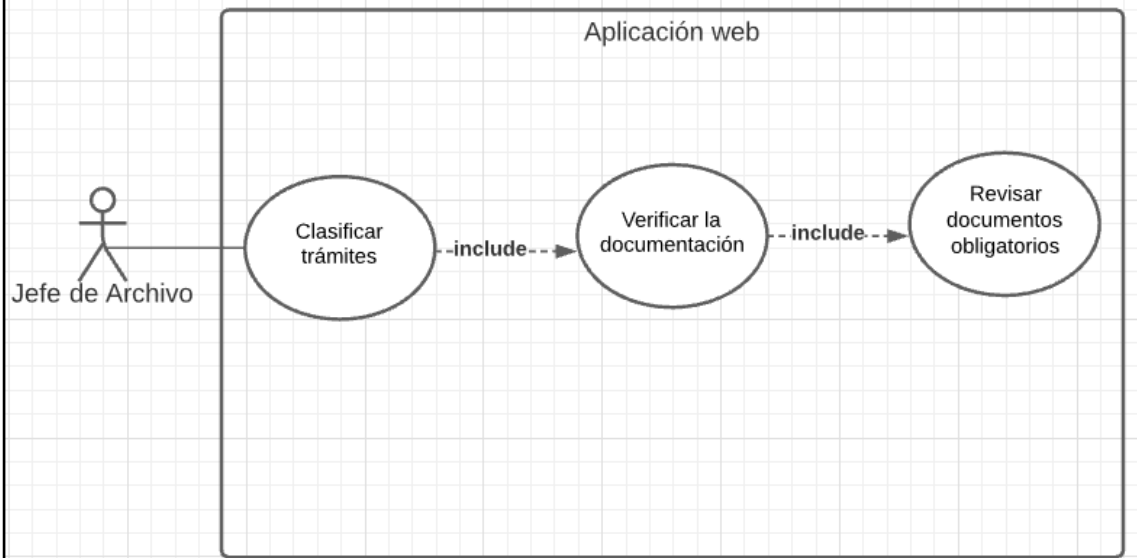 Aplicación web
Clasificar
trámites
include
Verificar la
documentación
include
Revisar
documentos
obligatorios
Jefe de Archivo